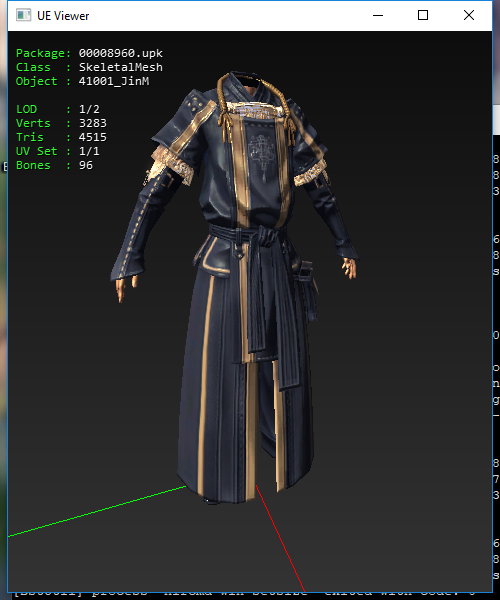 UE Viewer
Package: 00008960.upk
Class : SkeletalMesh
Object : 41001_JinM
LOD : 1/2
Verts : 3283
Tris : 4515
UV Set : 1/1
Bones : 96